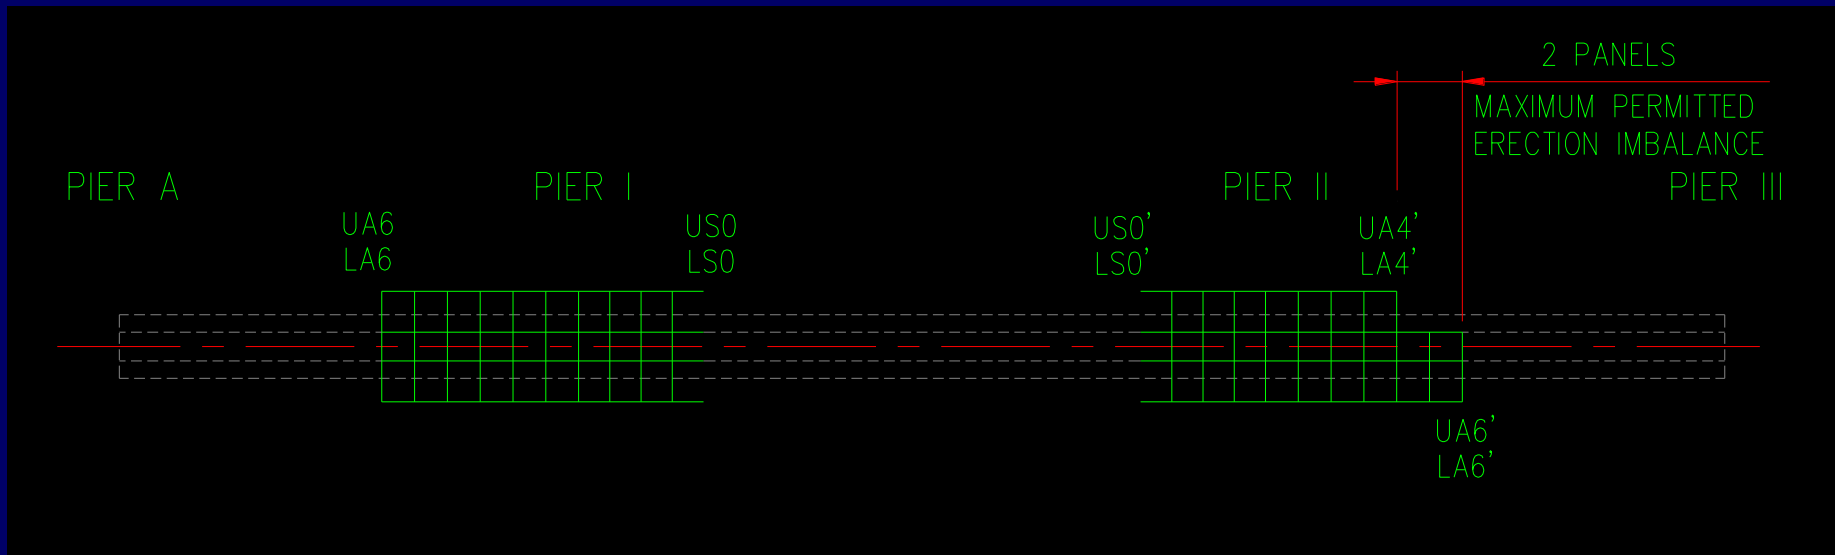 2 PANELS
MAXIMUM PERMITTED
ERECTION IMBALANCE
PIER A
PIER I
PIER II
PIER III
UA6
LA6
US0
LS0
US0'
LS0'
UA4'
LA4'
UA6'
LA6'